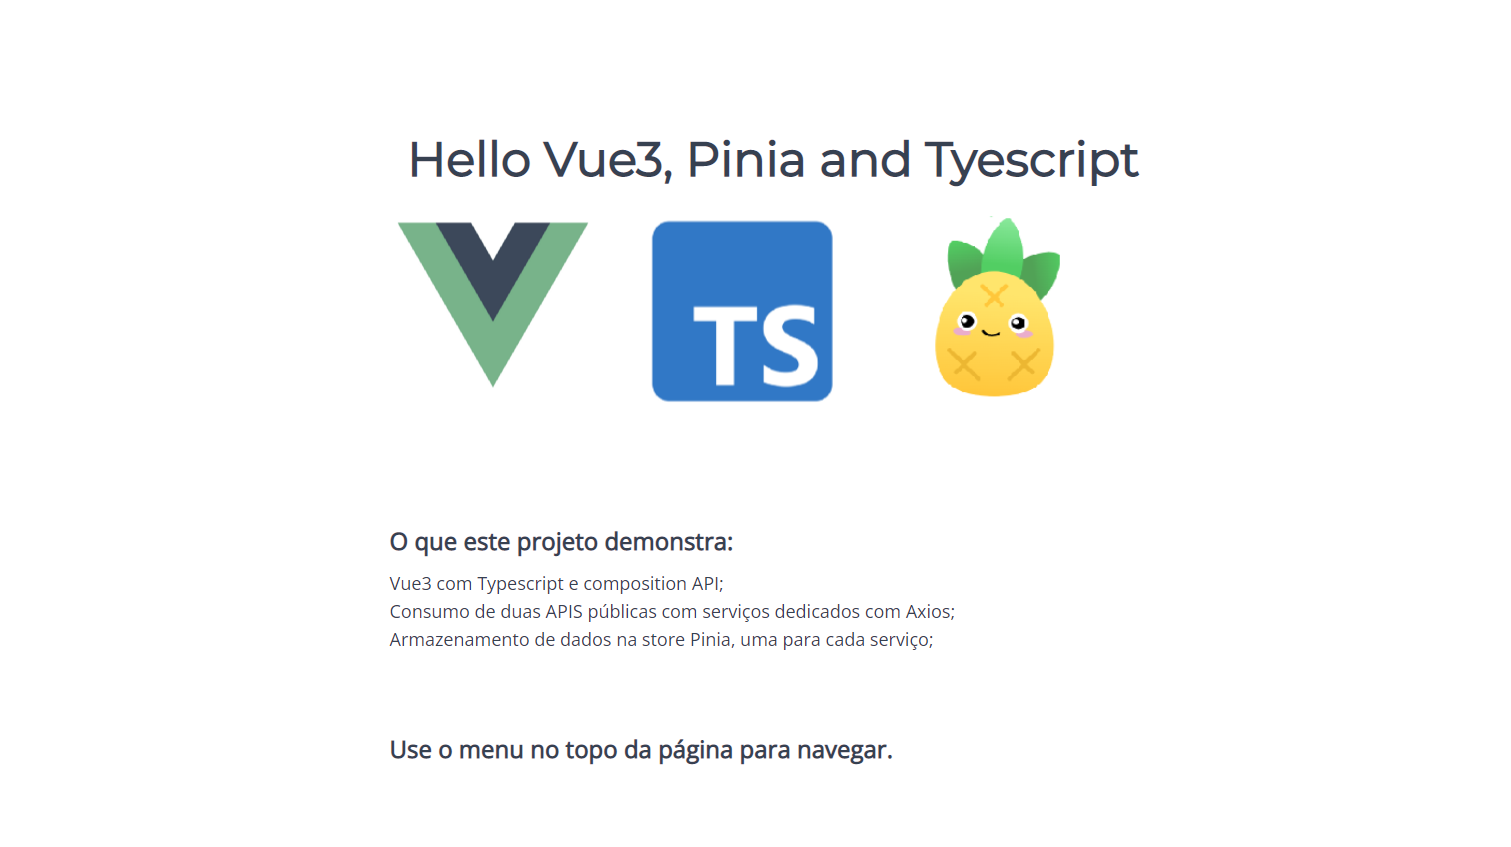 Hello Vue3, Pinia and Tyescript
TS
O que este projeto demonstra:
Vue3 com Typescript e composition API;
Consumo de duas APIS públicas com serviços dedicados com Axios;
Armazenamento de dados na store Pinia, uma para cada serviço;
Use o menu no topo da página para navegar.